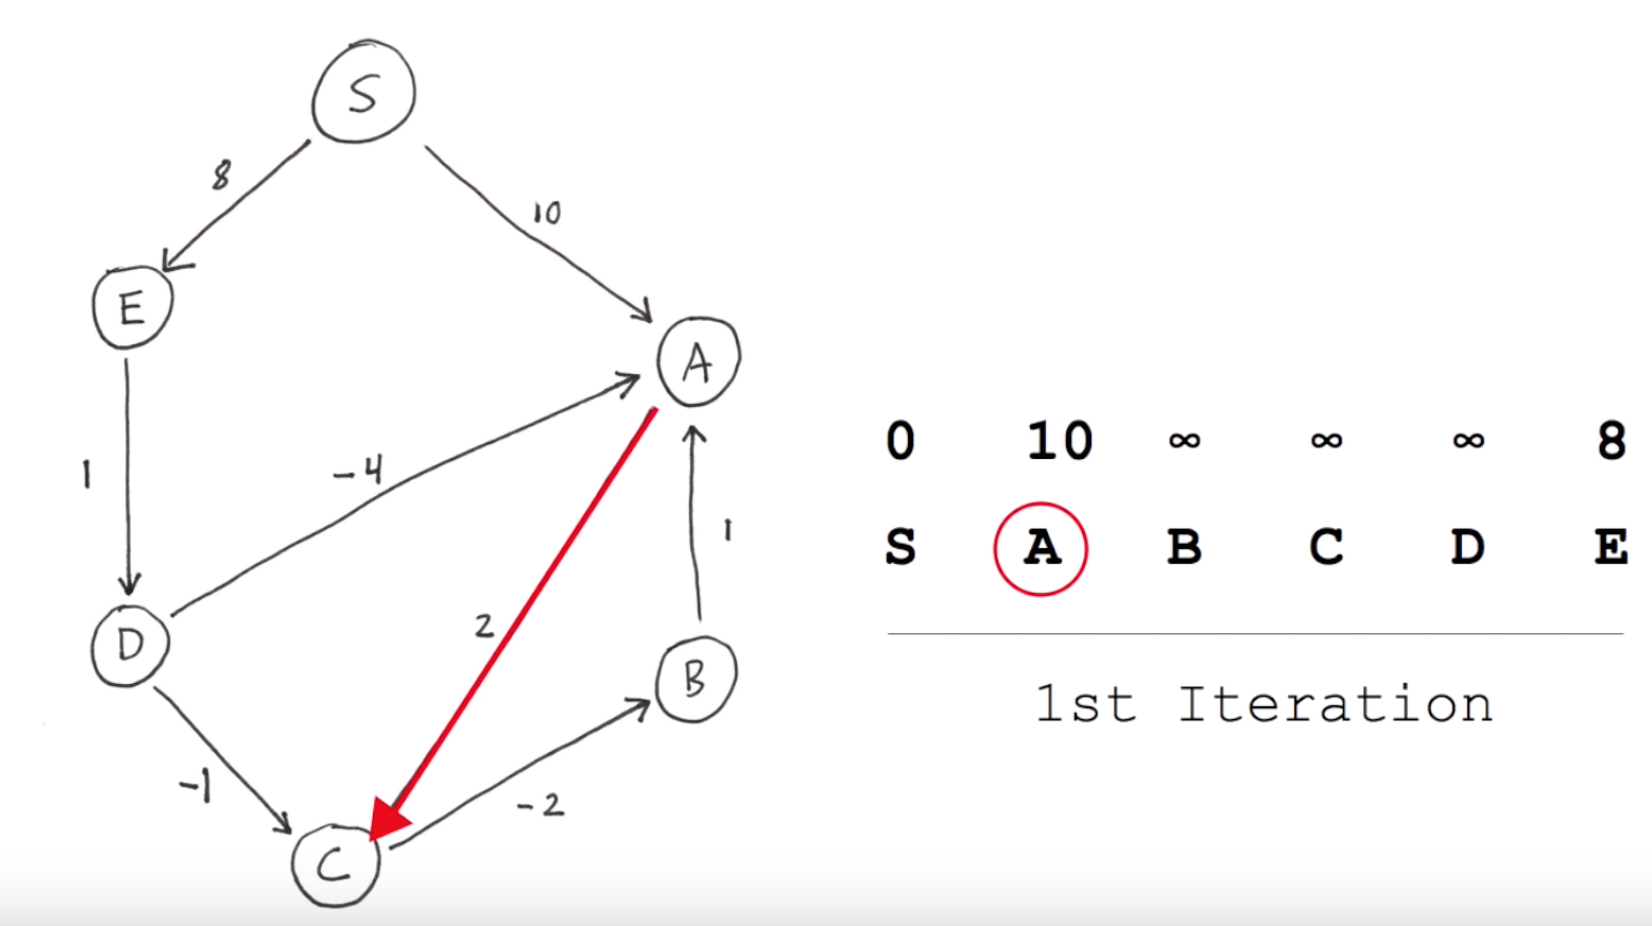 S
8
10
E
A
1
-4
0 10 ∞ ∞ ∞ 8
S A B C D E
1
2
D
B
1st Iteration
-1
-2
C